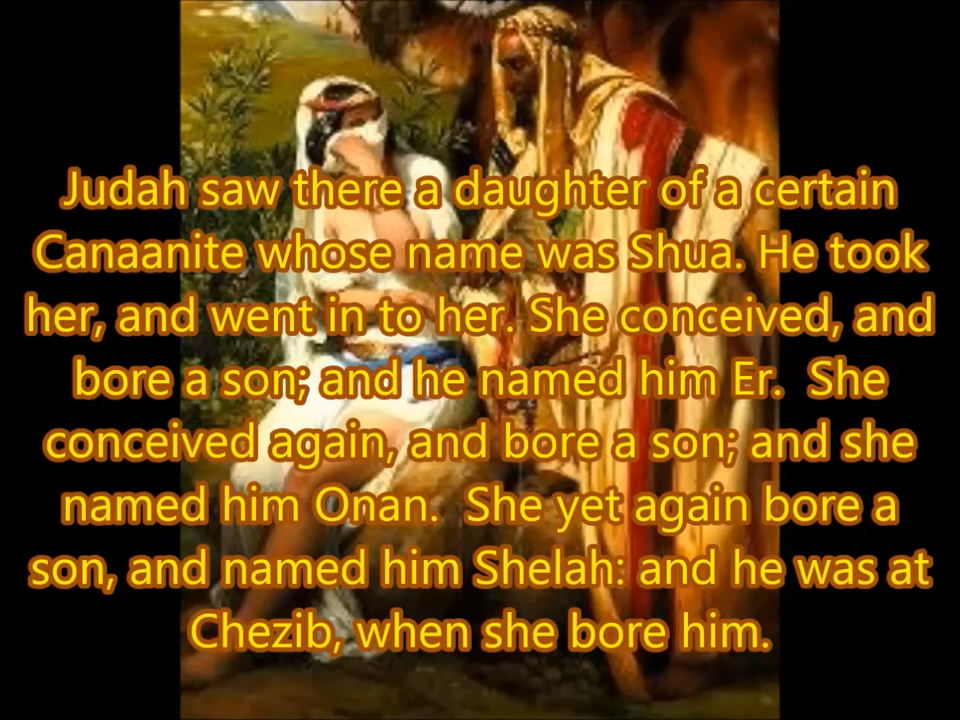 Judah saw there a daughter of a certain
Canaanite whose name was Shua. He took
her, and went in to her. She conceived, and
bore a son; and he named him Er.  She
conceived again, and bore a son; and she
named him Onan.  She yet again bore a
son, and named him Shelah: and he was at
Chezib, when she bore him.